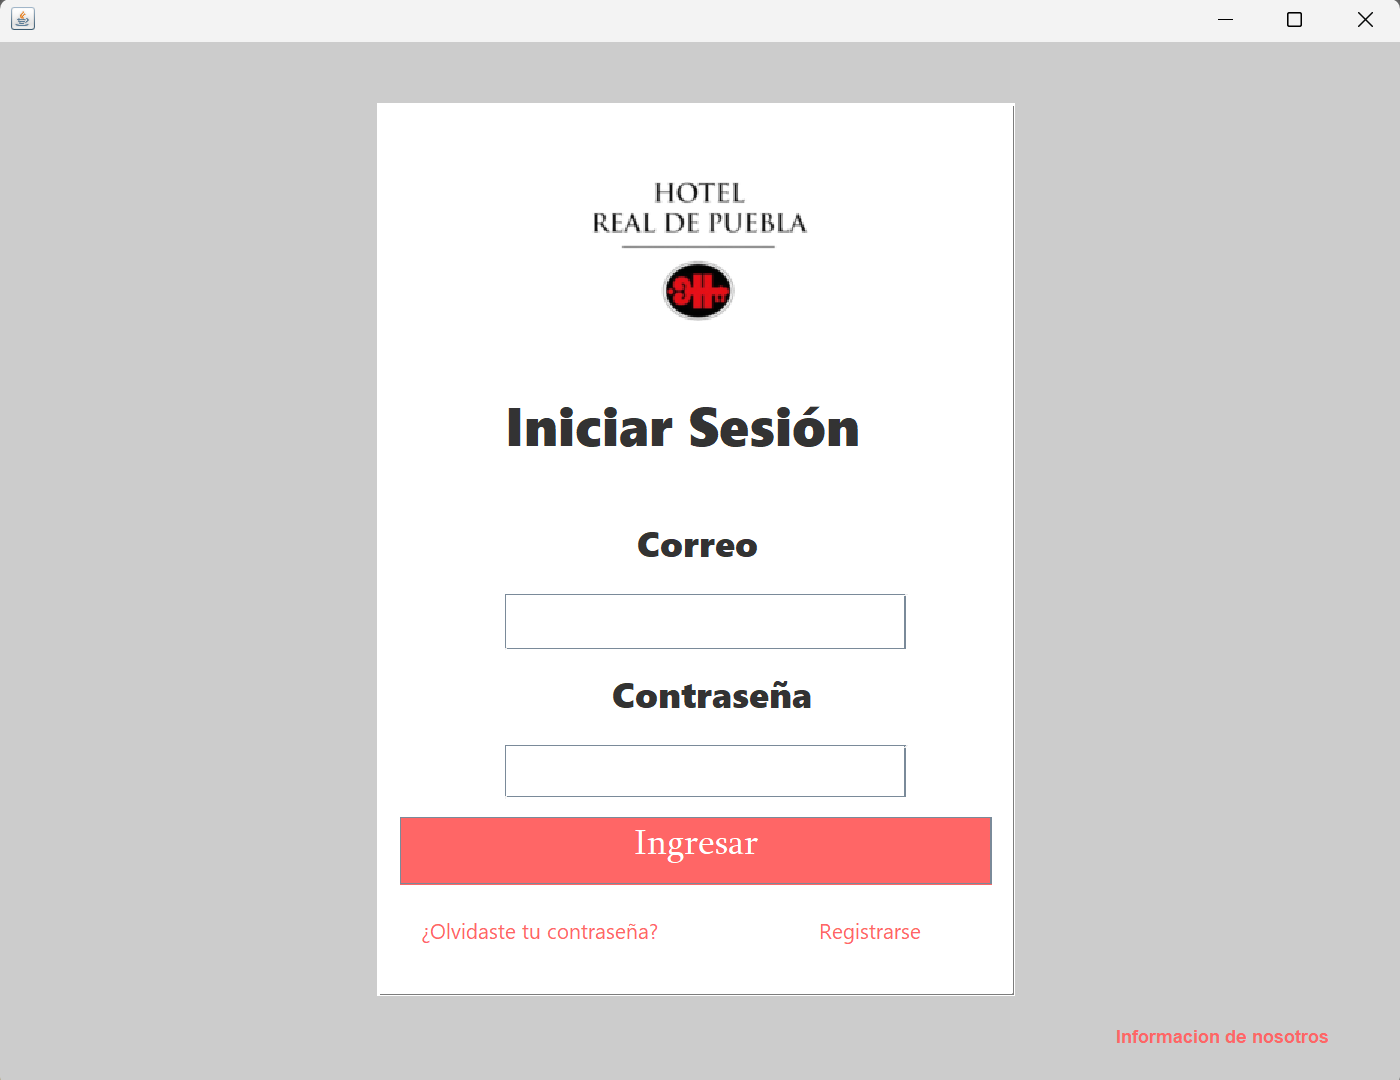 HOTEL
REAL DE PUEBLA
Iniciar Sesión
Correo
Contraseña
Ingresar
¿Olvidaste tu contraseña? Registrarse
Informacion de nosotros